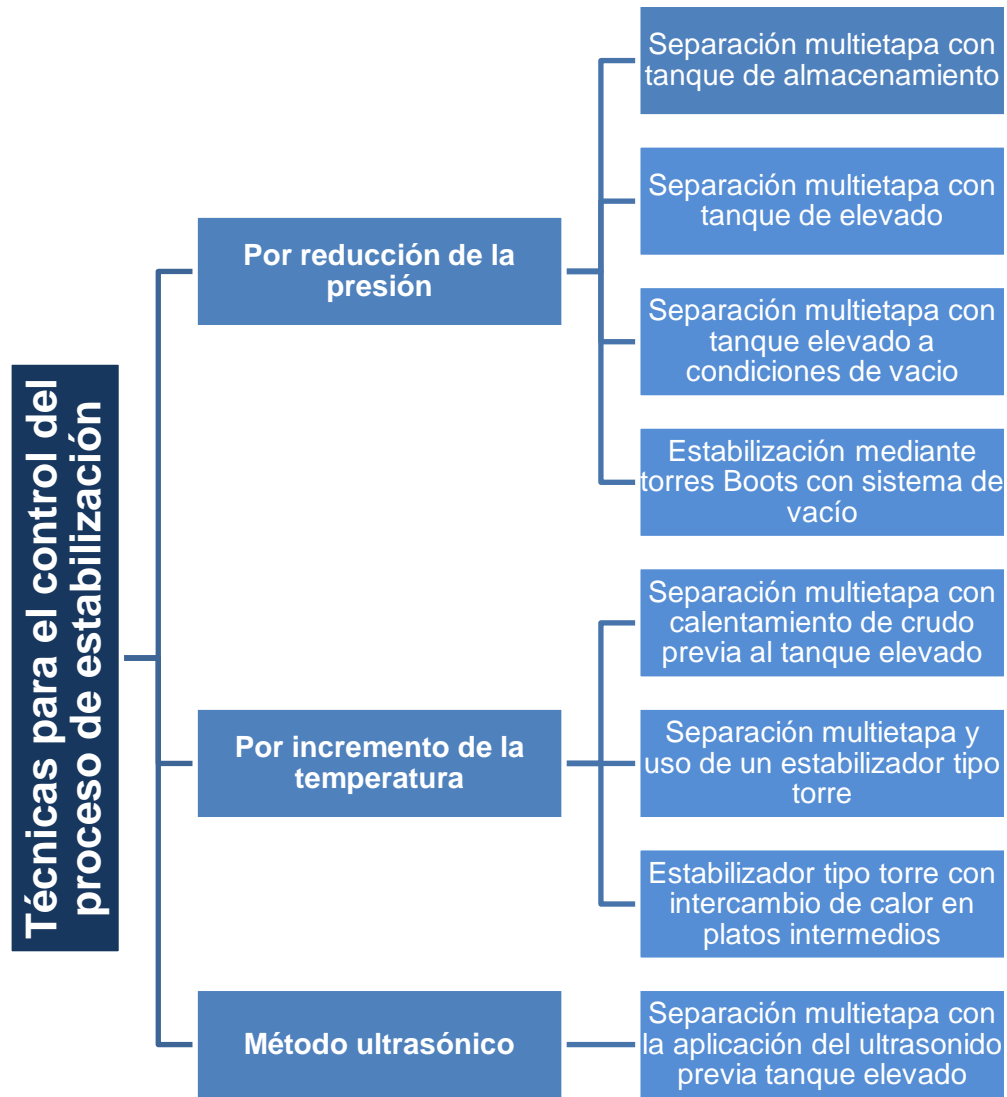 Técnicas para el control del
proceso de estabilización
Por reducción de la
presión
Separación multietapa con
tanque de almacenamiento
Separación multietapa con
tanque de elevado
Separación multietapa con
tanque elevado a
condiciones de vacio
Estabilización mediante
torres Boots con sistema de
vacío
Por incremento de la
temperatura
Separación multietapa con
calentamiento de crudo
previa al tanque elevado
Separación multietapa y
uso de un estabilizador tipo
torre
Estabilizador tipo torre con
intercambio de calor en
platos intermedios
Método ultrasónico
Separación multietapa con
la aplicación del ultrasonido
previa tanque elevado